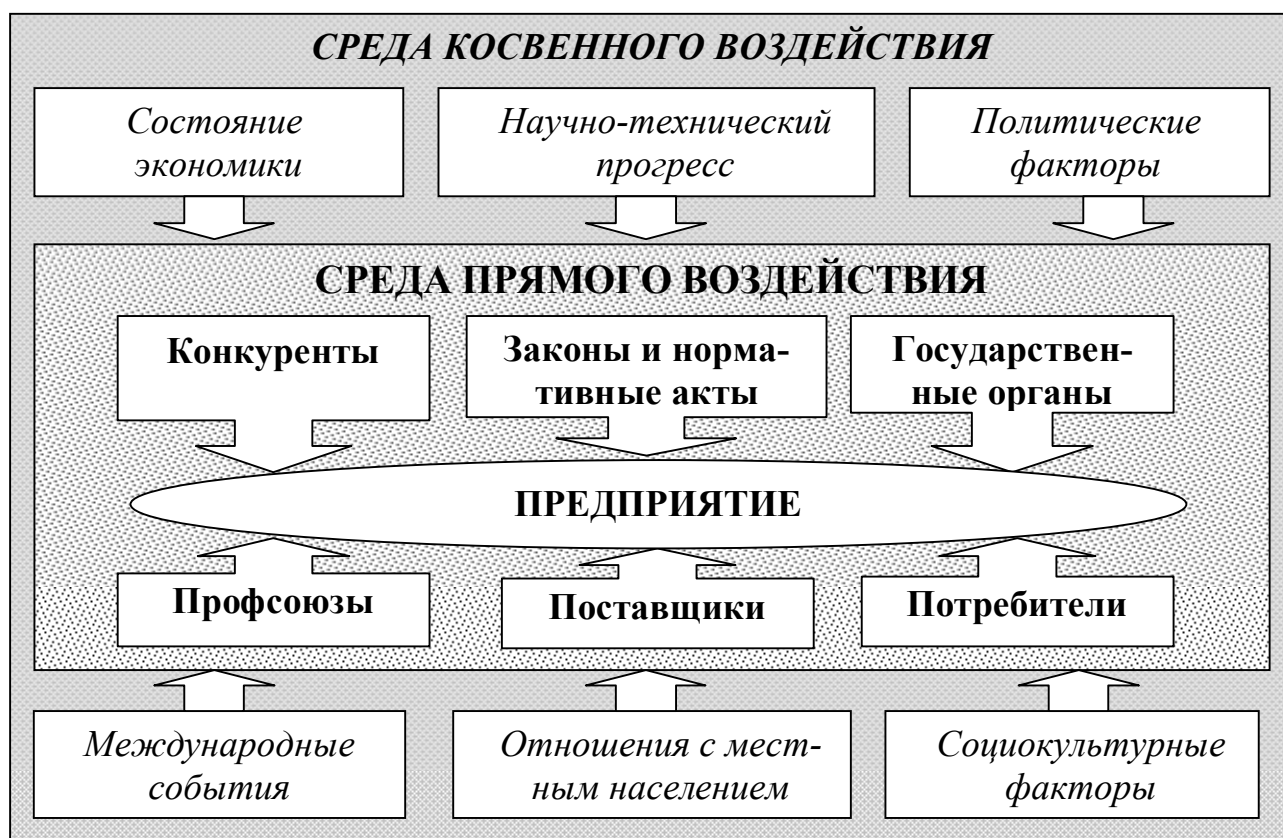 СРЕДА КОСВЕННОГО ВОЗДЕЙСТВИЯ
Состояние
экономики
Научно-технический
прогресс
Политические
факторы
СРЕДА ПРЯМОГО ВОЗДЕЙСТВИЯ
Конкуренты
Законы и норма-
тивные акты
Государствен-
ные органы
ПРЕДПРИЯТИЕ
Профсоюзы
Поставщики
Потребители
Международные
события
Отношения с мест-
ным населением
Социокультурные
факторы